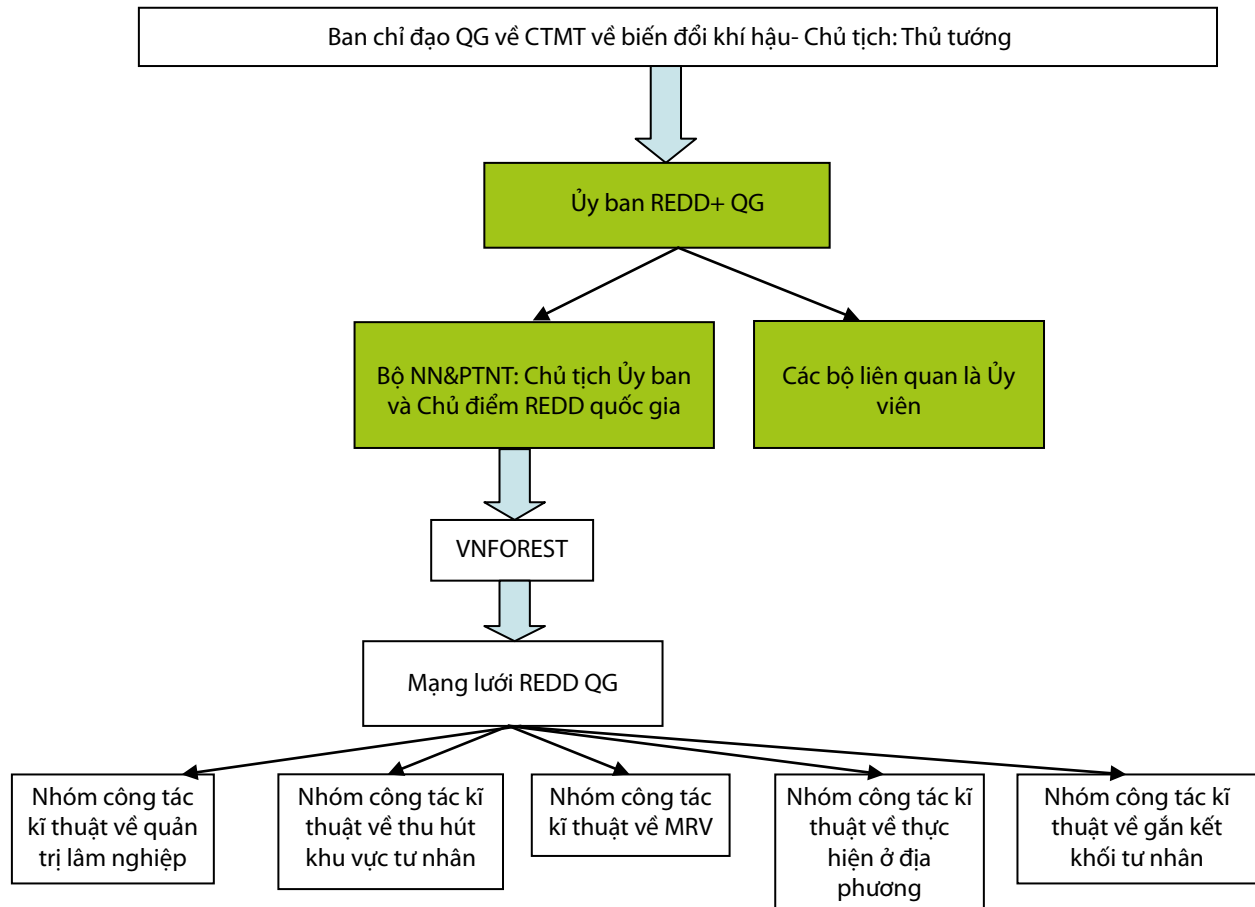 Ban chỉ đạo QG về CTMT về biến đổi khí hậu- Chủ tịch: Thủ tướng
Ủy ban REDD+ QG
Bộ NN&PTNT: Chủ tịch Ủy ban
và Chủ điểm REDD quốc gia
Các bộ liên quan là Ủy
viên
VNFOREST
Mạng lưới REDD QG
Nhóm công tác
kĩ thuật về quản
trị lâm nghiệp
Nhóm công tác kĩ
thuật về thu hút
khu vực tư nhân
Nhóm công tác
kĩ thuật về MRV
Nhóm công tác kĩ
thuật về thực
hiện ở địa
phương
Nhóm công tác kĩ
thuật về gắn kết
khối tư nhân